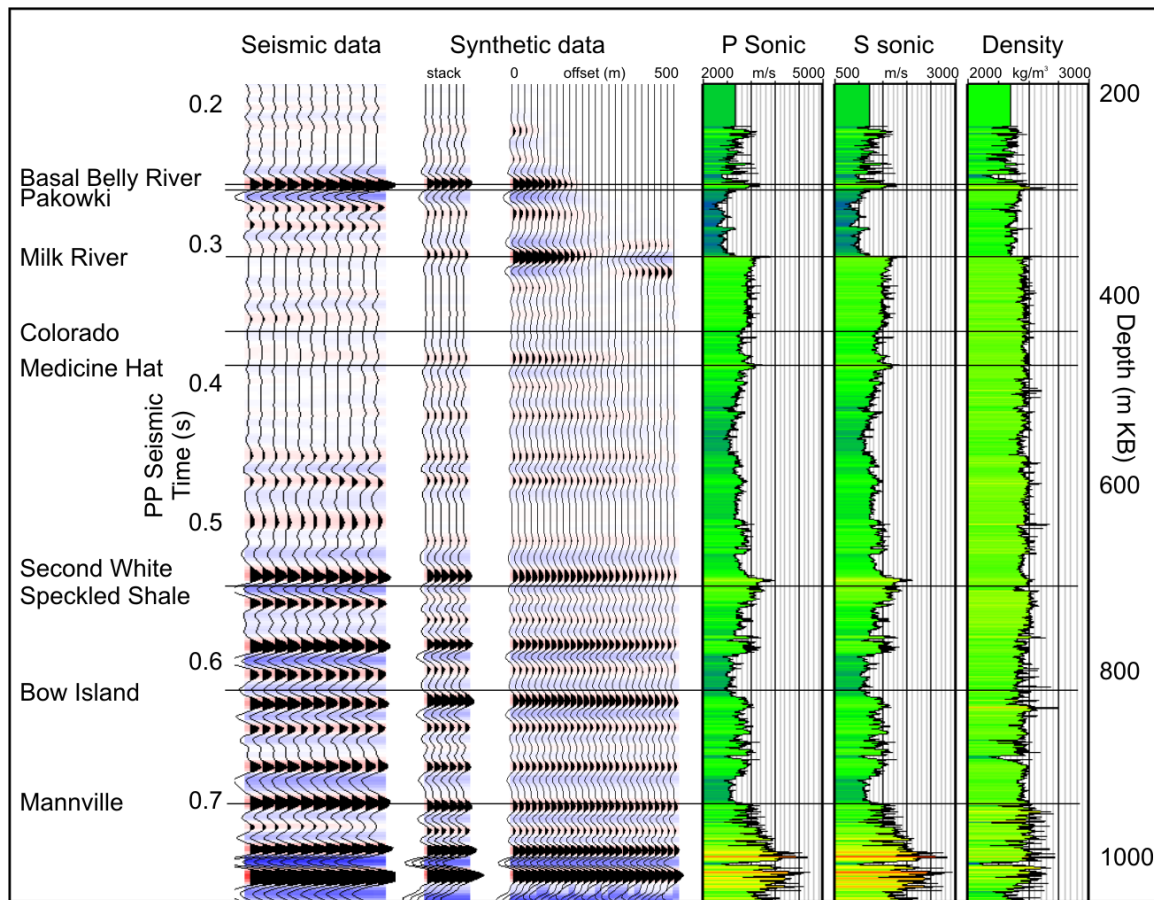 Seismic data
Synthetic data
P Sonic
S sonic
Density
stack
0 offset (m) 500
2000 m/s 5000
500 m/s 3000
2000 kg/m³ 3000
0.2
200
Basal Belly River
Pakowki
0.3
Milk River
400
Colorado
Medicine Hat
0.4
PP Seismic
Time (s)
Depth (m KB)
600
0.5
Second White
Speckled Shale
0.6
800
Bow Island
Mannville
0.7
1000